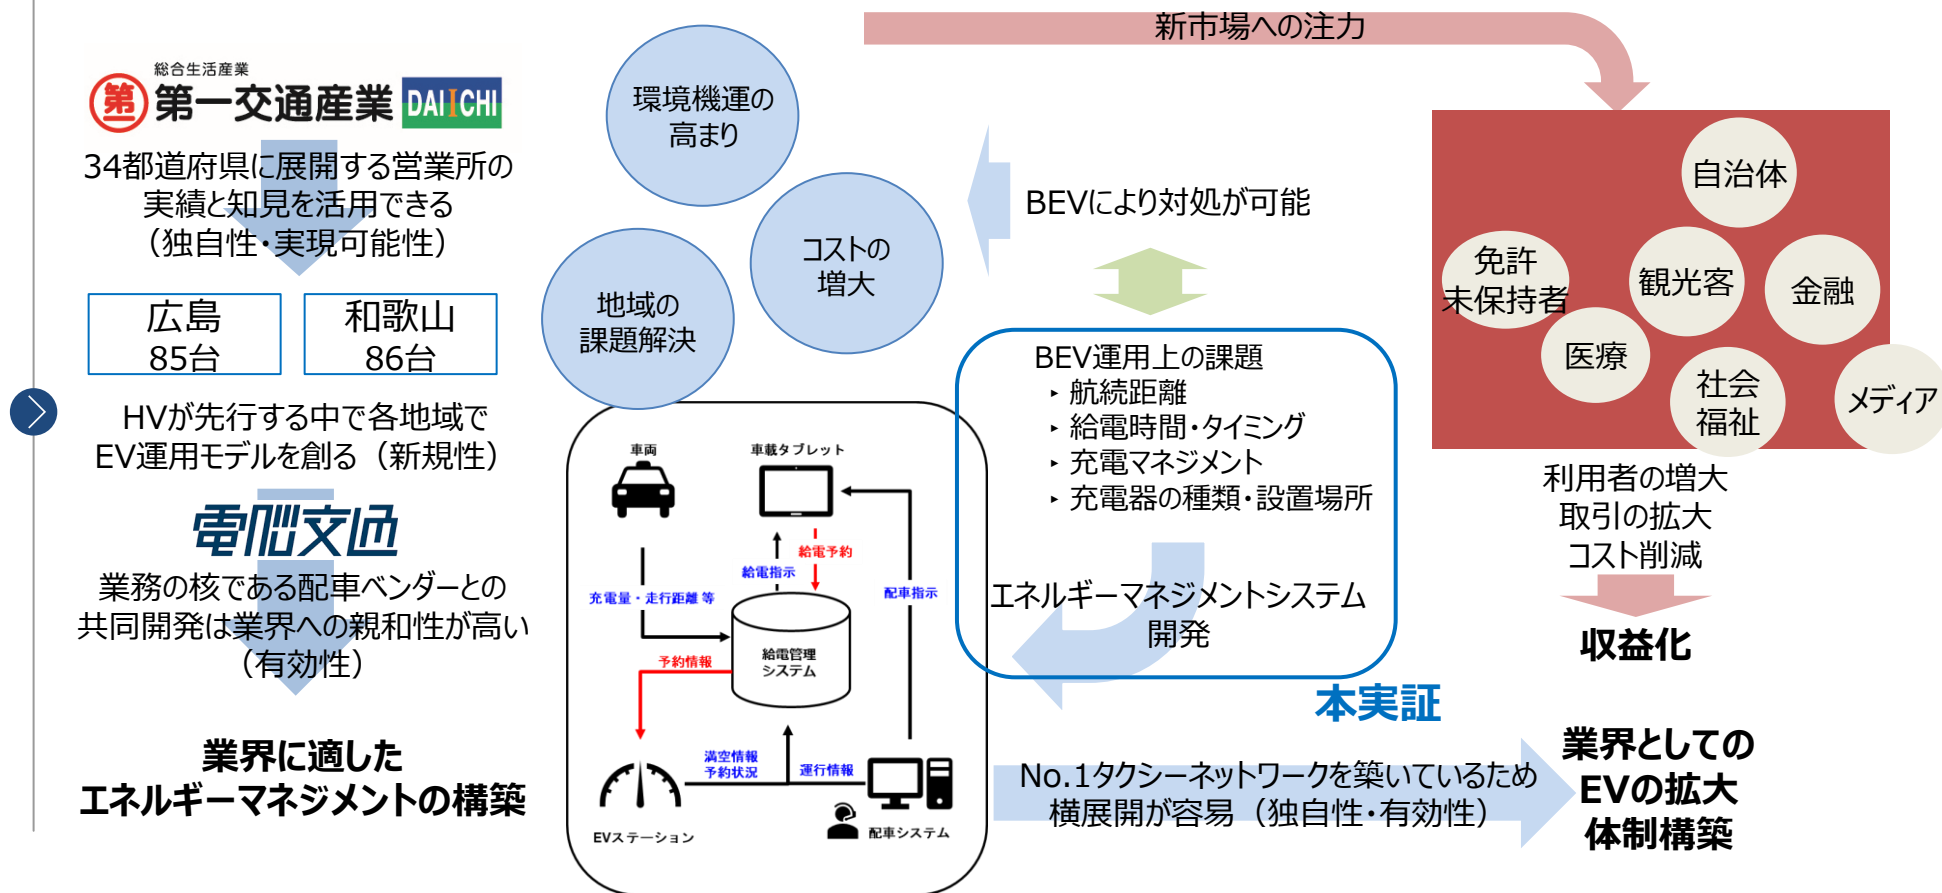 総合生活産業
第 第一交通産業 DAIICHI
34都道府県に展開する営業所の
実績と知見を活用できる
（独自性・実現可能性）
広島
85台
和歌山
86台
HVが先行する中で各地域で
EV運用モデルを創る（新規性）
電脳交通
業務の核である配車ベンダーとの
共同開発は業界への親和性が高い
（有効性）
業界に適した
エネルギーマネジメントの構築
環境機運の
高まり
コストの
増大
地域の
課題解決
BEVにより対処が可能
BEV運用上の課題
‣ 航続距離
‣ 給電時間・タイミング
‣ 充電マネジメント
‣ 充電器の種類・設置場所
エネルギーマネジメントシステム
開発
本実証
車両
車載タブレット
給電予約
給電指示
充電量・走行距離 等
配車指示
給電管理
システム
予約情報
満空情報
予約状況
運行情報
EVステーション
配車システム
No.1タクシーネットワークを築いているため
横展開が容易（独自性・有効性）
新市場への注力
自治体
免許
未保持者
観光客
金融
医療
社会
福祉
メディア
利用者の増大
取引の拡大
コスト削減
収益化
業界としての
EVの拡大
体制構築